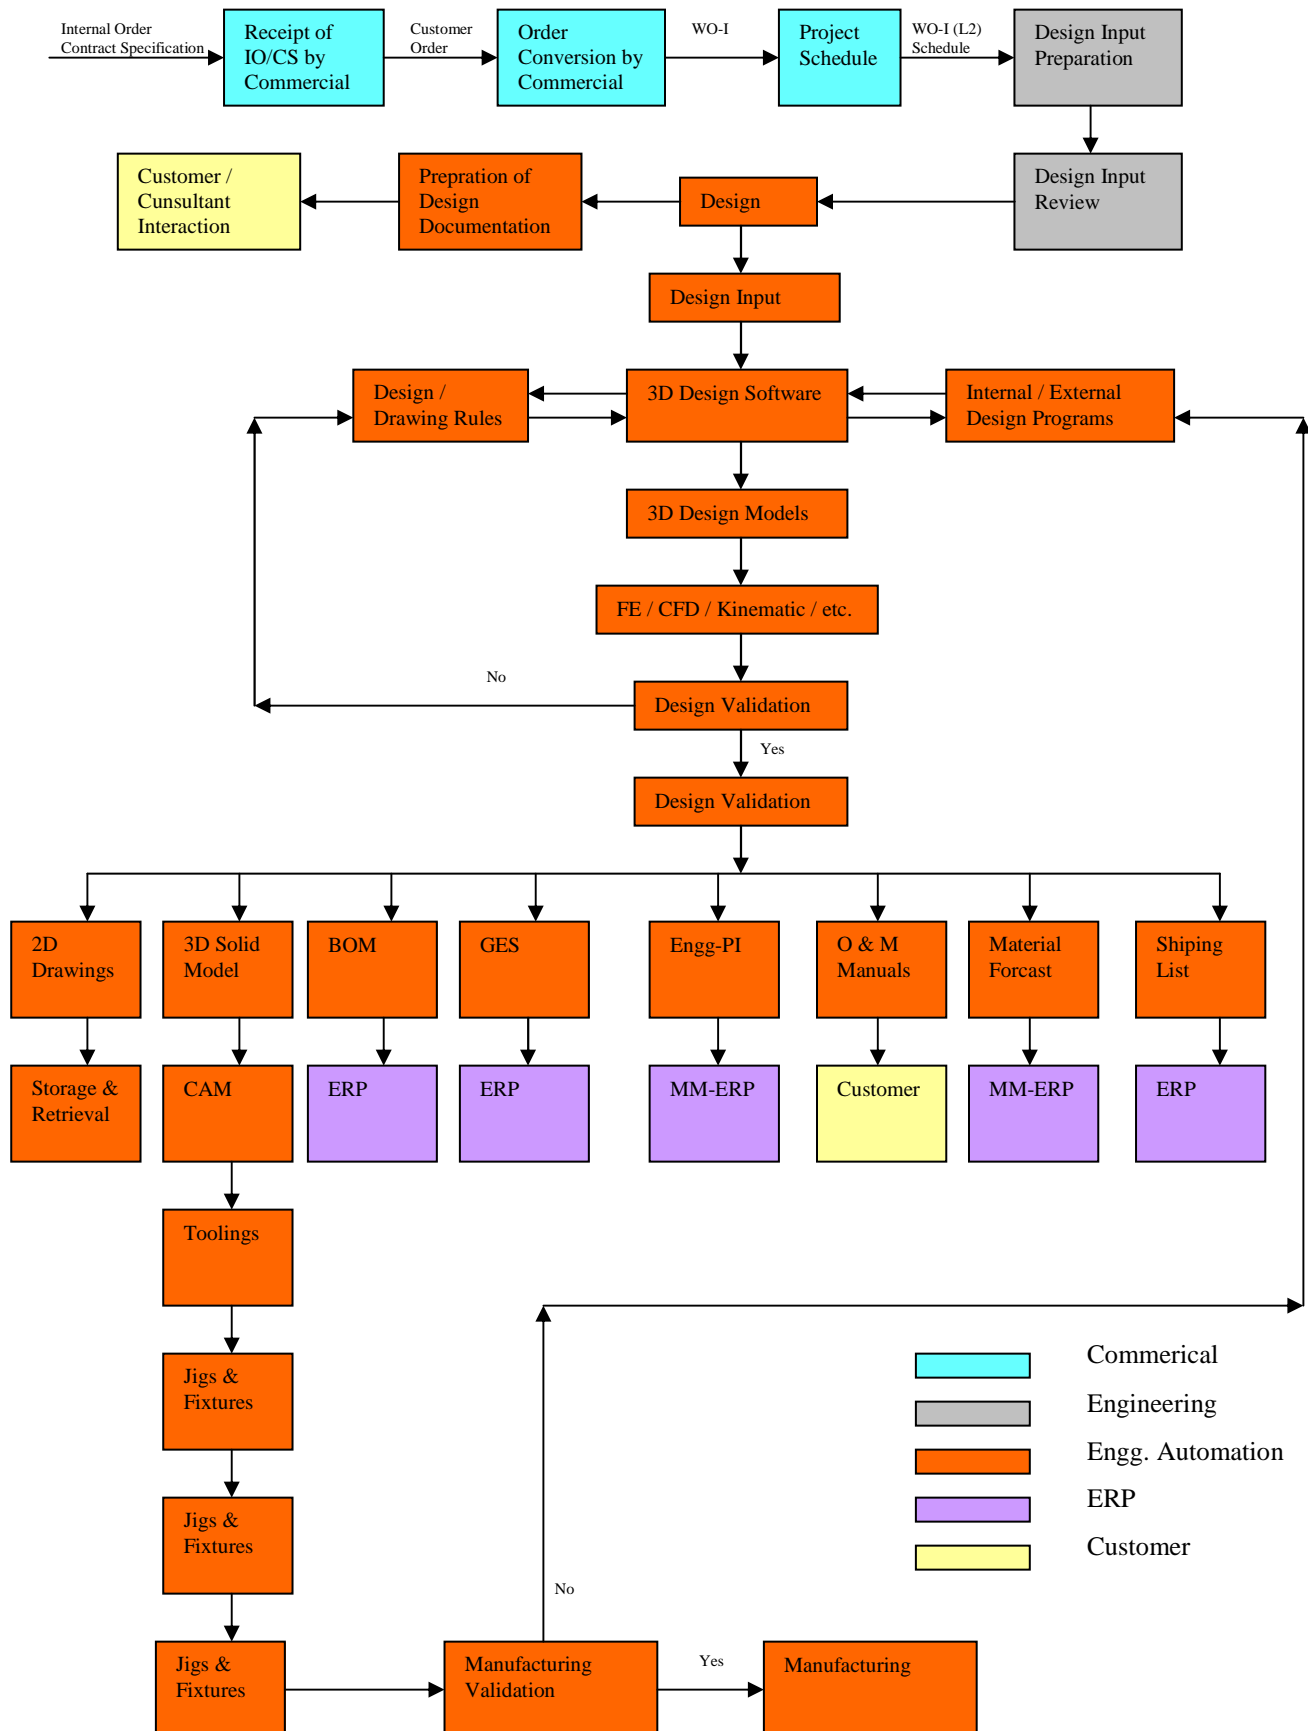 Internal Order
Contract Specification
Receipt of
IO/CS by
Commercial
Customer
Order
Order
Conversion by
Commercial
WO-I
Project
Schedule
WO-I (L2)
Schedule
Design Input
Preparation
Customer /
Cunsultant
Interaction
Prepration of
Design
Documentation
Design
Design Input
Review
Design Input
Design /
Drawing Rules
3D Design Software
Internal / External
Design Programs
3D Design Models
FE / CFD / Kinematic / etc.
No
Design Validation
Yes
Design Validation
2D
Drawings
3D Solid
Model
BOM
GES
Engg-PI
O & M
Manuals
Material
Forcast
Shiping
List
Storage &
Retrieval
CAM
ERP
ERP
MM-ERP
Customer
MM-ERP
ERP
Toolings
Jigs &
Fixtures
Jigs &
Fixtures
Commerical
Engineering
Engg. Automation
ERP
Customer
No
Jigs &
Fixtures
Manufacturing
Validation
Yes
Manufacturing